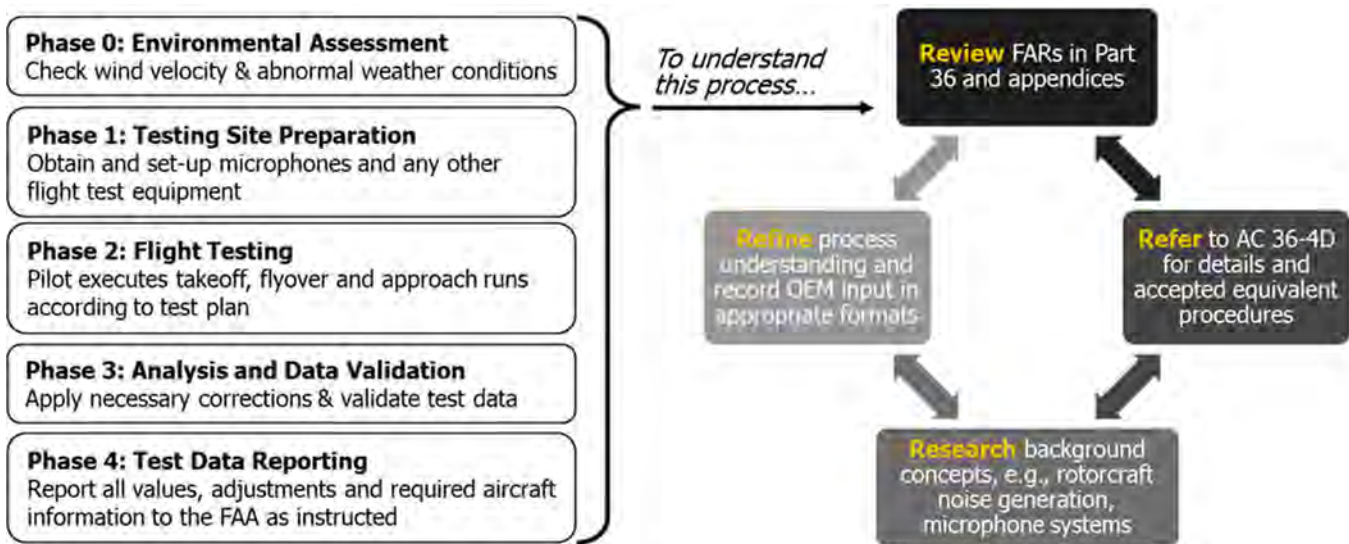 Phase 0: Environmental Assessment
Check wind velocity & abnormal weather conditions
Phase 1: Testing Site Preparation
Obtain and set-up microphones and any other
flight test equipment
Phase 2: Flight Testing
Pilot executes takeoff, flyover and approach runs
according to test plan
Phase 3: Analysis and Data Validation
Apply necessary corrections & validate test data
Phase 4: Test Data Reporting
Report all values, adjustments and required aircraft
information to the FAA as instructed
To understand
this process...
Review FARs in Part
36 and appendices
Refer to AC 36-4D
for details and
accepted equivalent
procedures
Research background
concepts, e.g., rotorcraft
noise generation,
microphone systems
Refine process
understanding and
record OEM input in
appropriate formats